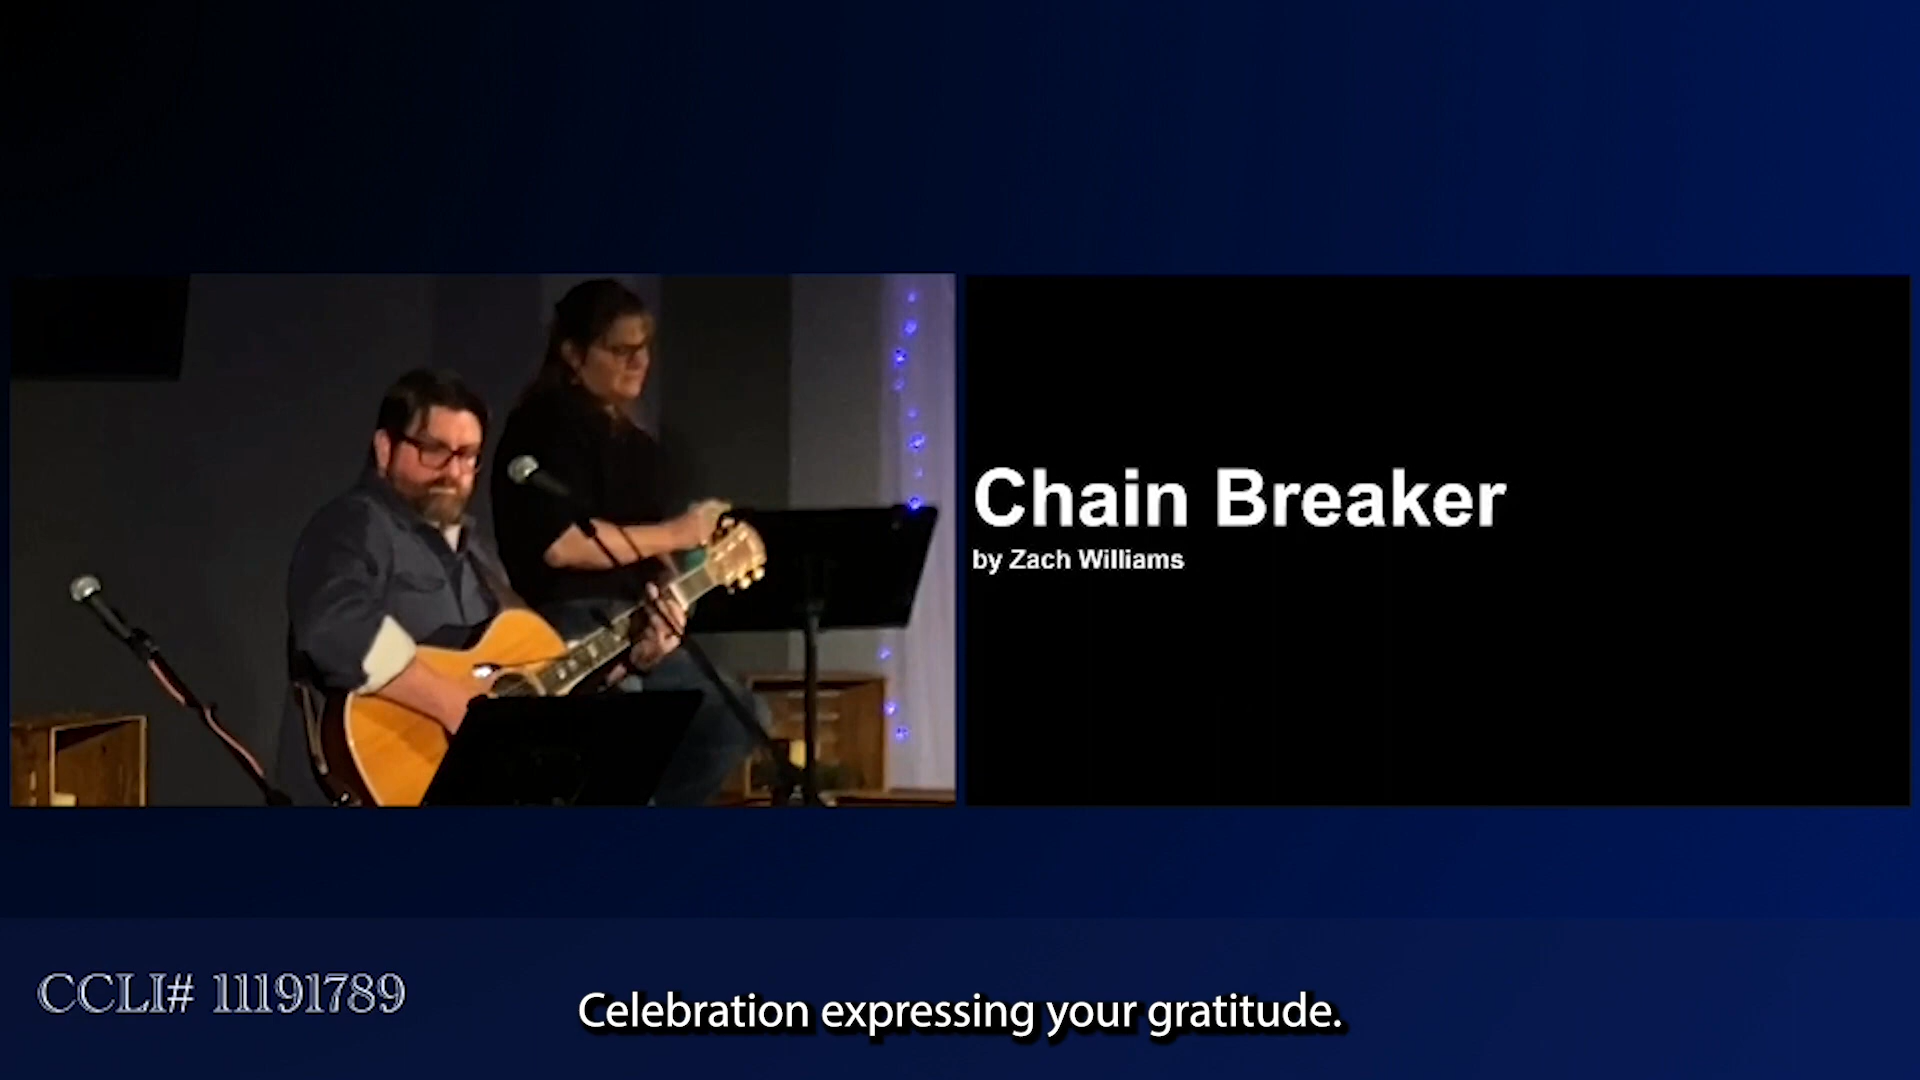 Chain Breaker
by Zach Williams
CCLI# 11191789
Celebration expressing your gratitude.